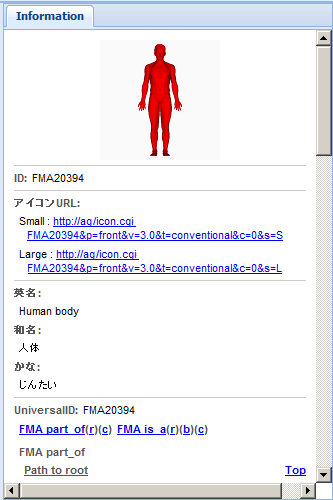 Information
ID: FMA20394
アイコンURL:
Small : http://ag/icon.cgi
FMA20394&p=front&v=3.0&t=conventional&c=0&s=S
Large : http://ag/icon.cgi
FMA20394&p=front&v=3.0&t=conventional&c=0&s=L
英名:
Human body
和名:
人体
かな:
じんたい
UniversalID: FMA20394
FMA part_of(r)(c) FMA is_a(r)(b)(c)
FMA part_of
Path to root Top